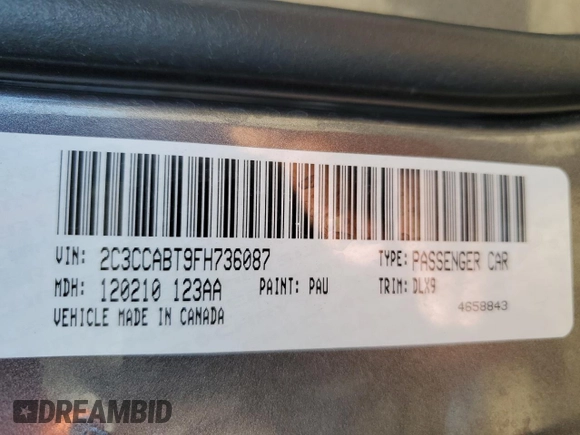 VIN: 2C3CCABT9FH736087 TYPE: PASSENGER CAR
MDH: 120210 123AA PAINT: PAU TRIM: DLX9
VEHICLE MADE IN CANADA 4658843
DREAMBID